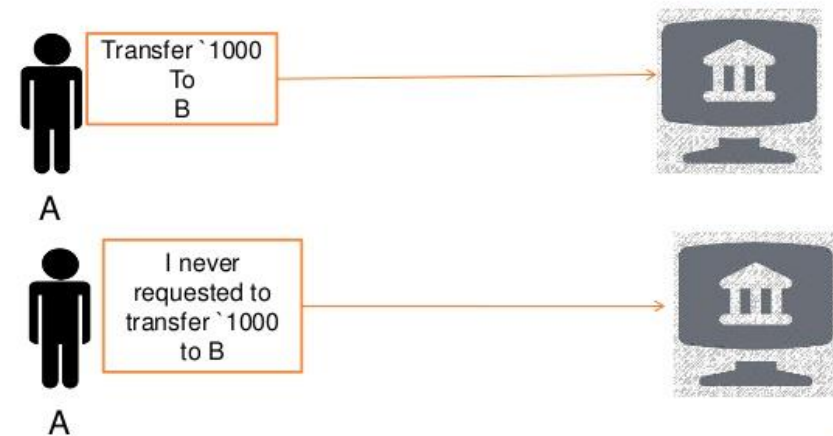 Transfer `1000
To
B
A
I never
requested to
transfer `1000
to B
A